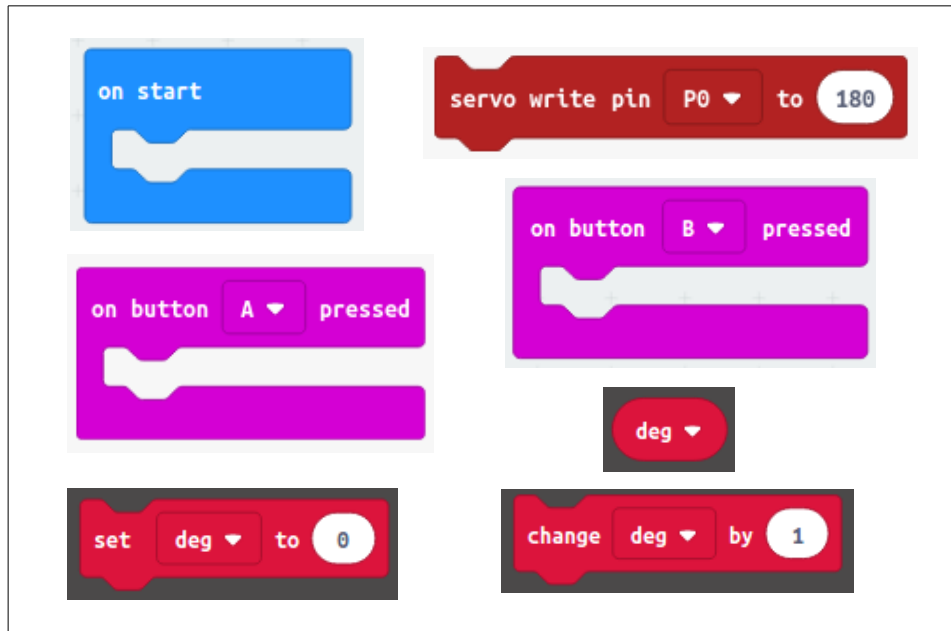 on start
servo write pin P0 to 180
on button B pressed
on button A pressed
deg
set deg to 0
change deg by 1